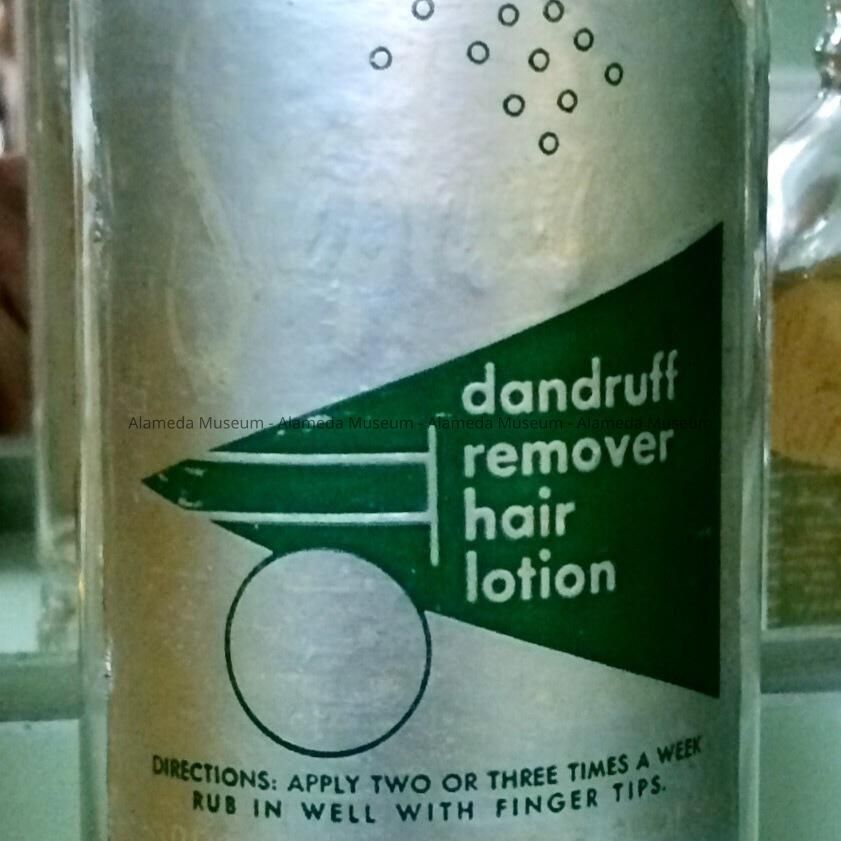 Alameda Museum - Alameda Museum - Alameda Museum - Alameda Museum
dandruff
remover
hair
lotion
DIRECTIONS: APPLY TWO OR THREE TIMES A WEEK
RUB IN WELL WITH FINGER TIPS.